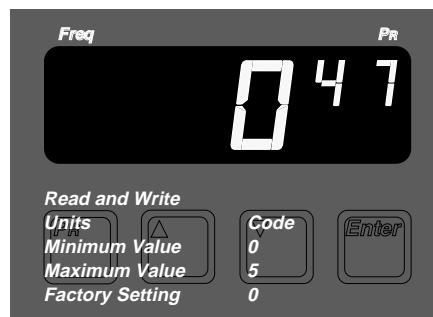 Freq PR
0 47
Read and Write
Units Code
PR Enter
Minimum Value 0
Maximum Value 5
Factory Setting 0